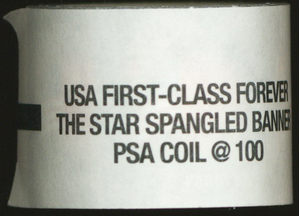 USA FIRST-CLASS FOREVER
THE STAR SPANGLED BANNER
PSA COIL @ 100